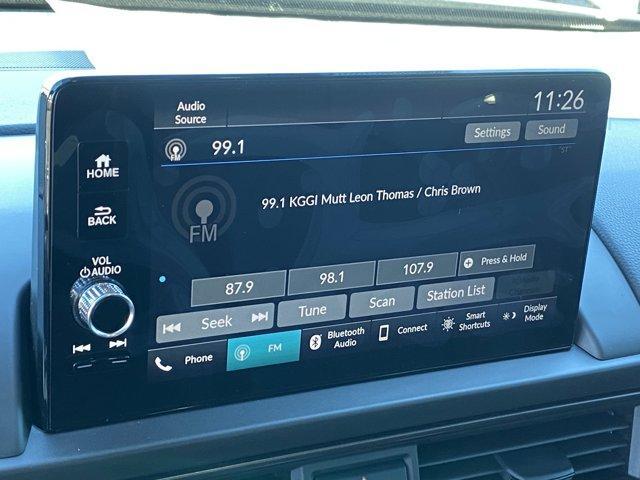 Audio
Source
11:26
HOME
FM
99.1
Settings
Sound
"ST"
BACK
FM
99.1 KGGI Mutt Leon Thomas / Chris Brown
VOL
AUDIO
87.9
98.1
107.9
Press & Hold
Seek
Tune
Scan
Station List
Phone
FM
Bluetooth
Audio
Connect
Smart
Shortcuts
Display
Mode